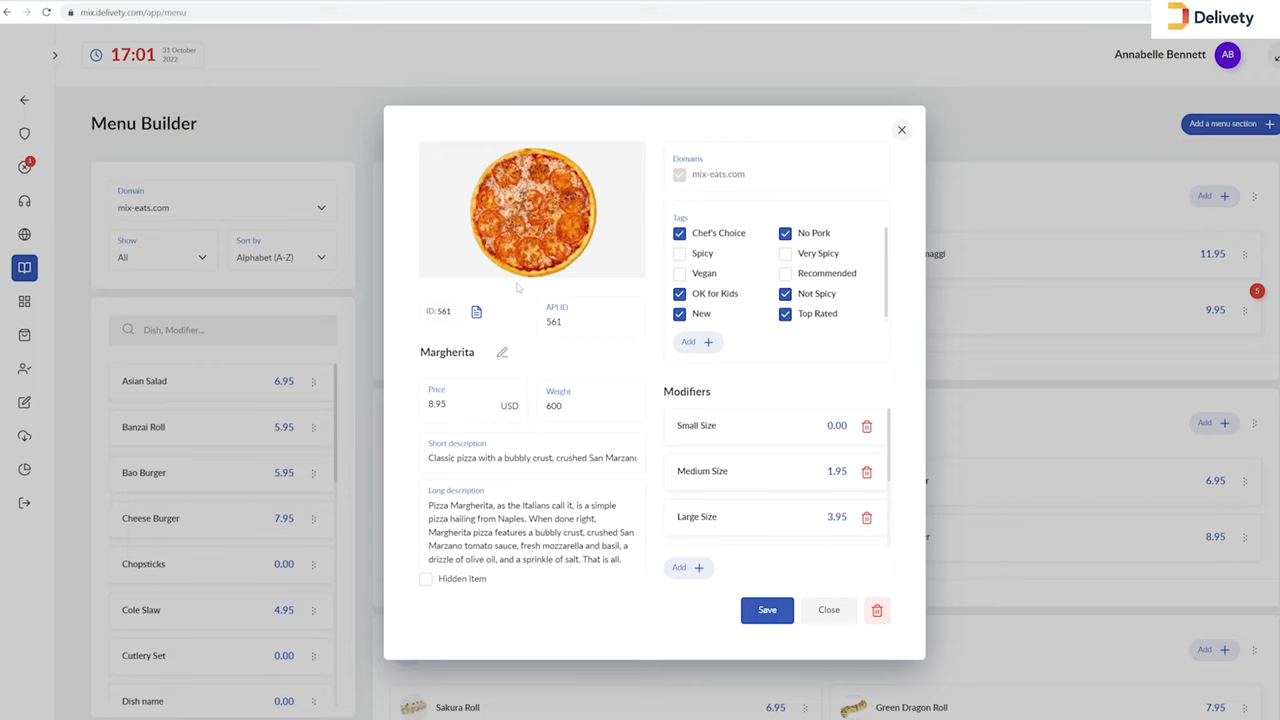 mix.delivety.com/app/menu
Delivety
17:01
31 October
2022
Annabelle Bennett
AB
1
Menu Builder
Add a menu section
Domain
mix-eats.com
Show
All
Sort by
Alphabet (A-Z)
Dish, Modifier...
Asian Salad 6.95
Banzai Roll 5.95
Bao Burger 5.95
Cheese Burger 7.95
Chopsticks 0.00
Cole Slaw 4.95
Cutlery Set 0.00
Dish name 0.00
ID: 561
API ID
561
Margherita
Price
8.95 USD
Weight
600
Short description
Classic pizza with a bubbly crust, crushed San Marzano
Long description
Pizza Margherita, as the Italians call it, is a simple
pizza hailing from Naples. When done right,
Margherita pizza features a bubbly crust, crushed San
Marzano tomato sauce, fresh mozzarella and basil, a
drizzle of olive oil, and a sprinkle of salt. That is all.
Hidden Item
Domains
mix-eats.com
Tags
Chef's Choice No Pork
Spicy Very Spicy
Vegan Recommended
OK for Kids Not Spicy
New Top Rated
Add
Modifiers
Small Size 0.00
Medium Size 1.95
Large Size 3.95
Add
Save Close
Add
11.95
5
9.95
Add
6.95
8.95
Add
Sakura Roll 6.95
Green Dragon Roll 7.95